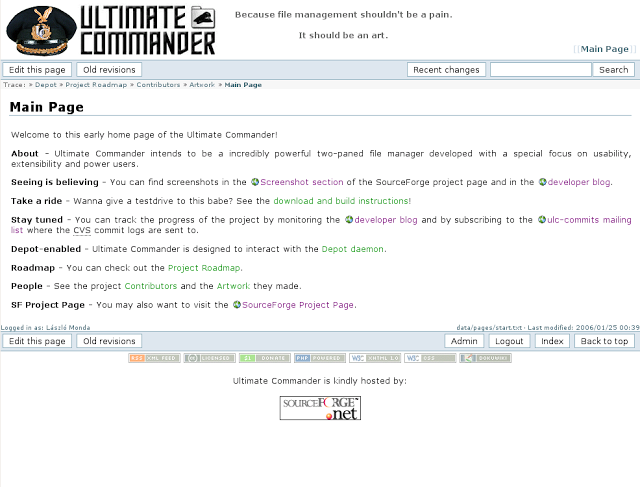 ULTIMATE
COMMANDER
Because file management shouldn't be a pain.
It should be an art.
[[Main Page]]
Edit this page Old revisions Recent changes Search
Trace: » Depot » Project Roadmap » Contributors » Artwork » Main Page
Main Page
Welcome to this early home page of the Ultimate Commander!
About – Ultimate Commander intends to be a incredibly powerful two-paned file manager developed with a special focus on usability,
extensibility and power users.
Seeing is believing – You can find screenshots in the Screenshot section of the SourceForge project page and in the developer blog.
Take a ride – Wanna give a testdrive to this babe? See the download and build instructions!
Stay tuned – You can track the progress of the project by monitoring the developer blog and by subscribing to the ulc-commits mailing
list where the CVS commit logs are sent to.
Depot-enabled – Ultimate Commander is designed to interact with the Depot daemon.
Roadmap – You can check out the Project Roadmap.
People – See the project Contributors and the Artwork they made.
SF Project Page – You may also want to visit the SourceForge Project Page.
Logged in as: László Monda data/pages/start.txt · Last modified: 2006/01/25 00:39
Edit this page Old revisions Admin Logout Index Back to top
RSS XML FEED CC LICENSED $1 DONATE PHP POWERED W3C XHTML 1.0 W3C CSS DOKUWIKI
Ultimate Commander is kindly hosted by:
SOURCEFORGE
.net